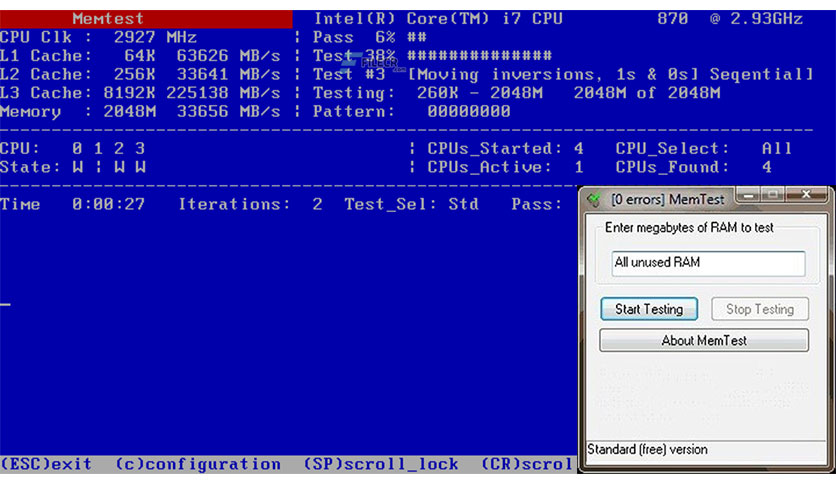 Memtest Intel(R) Core(TM) i7 CPU 870 @ 2.93GHz
CPU Clk : 2927 MHz ¦ Pass 6% ##
L1 Cache: 64K 63626 MB/s ¦ Test 38% ##############
L2 Cache: 256K 33641 MB/s ¦ Test #3 [Moving inversions, 1s & 0s] Seqential]
L3 Cache: 8192K 225138 MB/s ¦ Testing: 260K - 2048M 2048M of 2048M
Memory : 2048M 33656 MB/s ¦ Pattern: 00000000
CPU: 0 1 2 3 ¦ CPUs_Started: 4 CPU_Select: All
State: W ¦ W W ¦ CPUs_Active: 1 CPUs_Found: 4
Time 0:00:27 Iterations: 2 Test_Sel: Std Pass:
[0 errors] MemTest
Enter megabytes of RAM to test
All unused RAM
Start Testing Stop Testing
About MemTest
Standard (free) version
(ESC)exit (c)configuration (SP)scroll_lock (CR)scrol